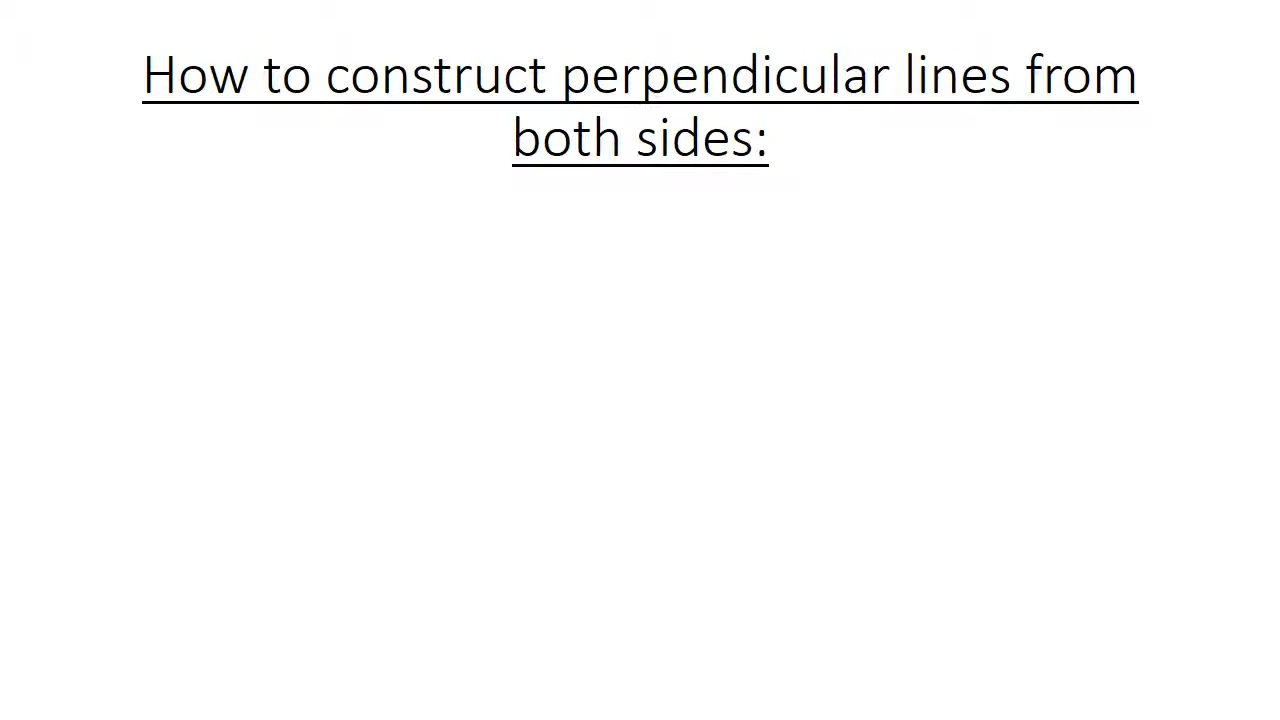 How to construct perpendicular lines from
both sides: